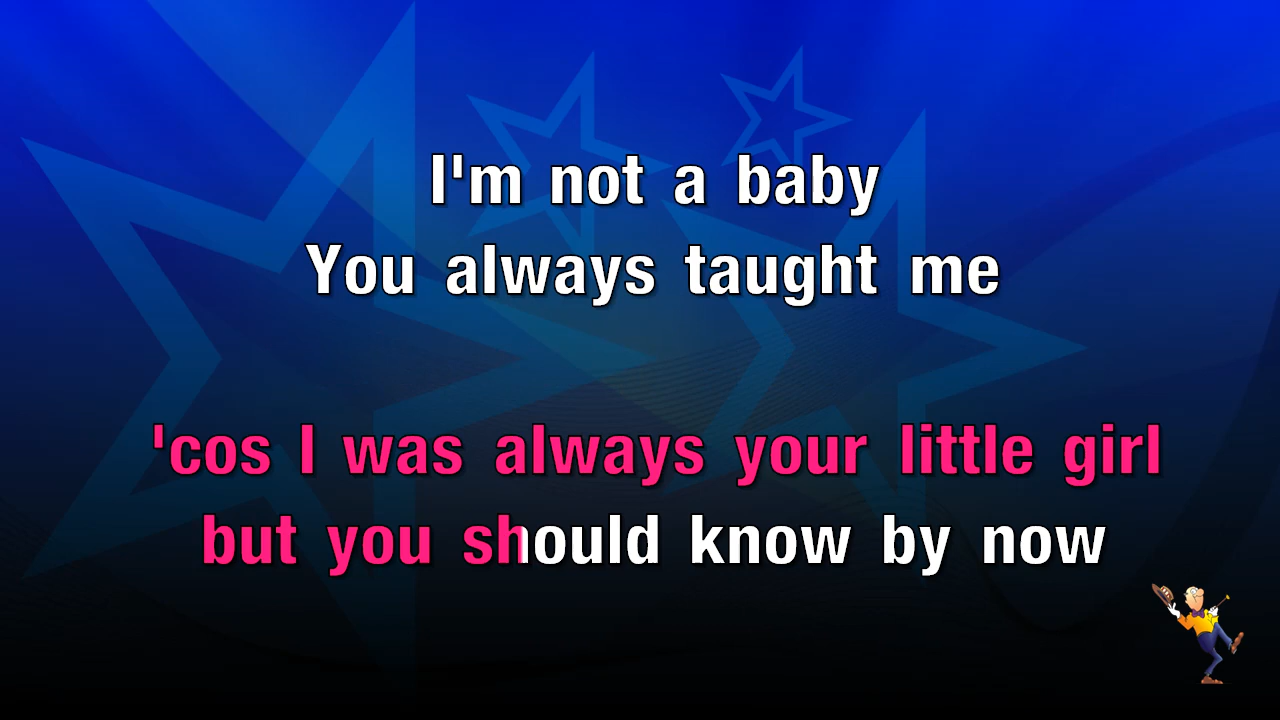 I'm not a baby
You always taught me
'cos I was always your little girl
but you should know by now